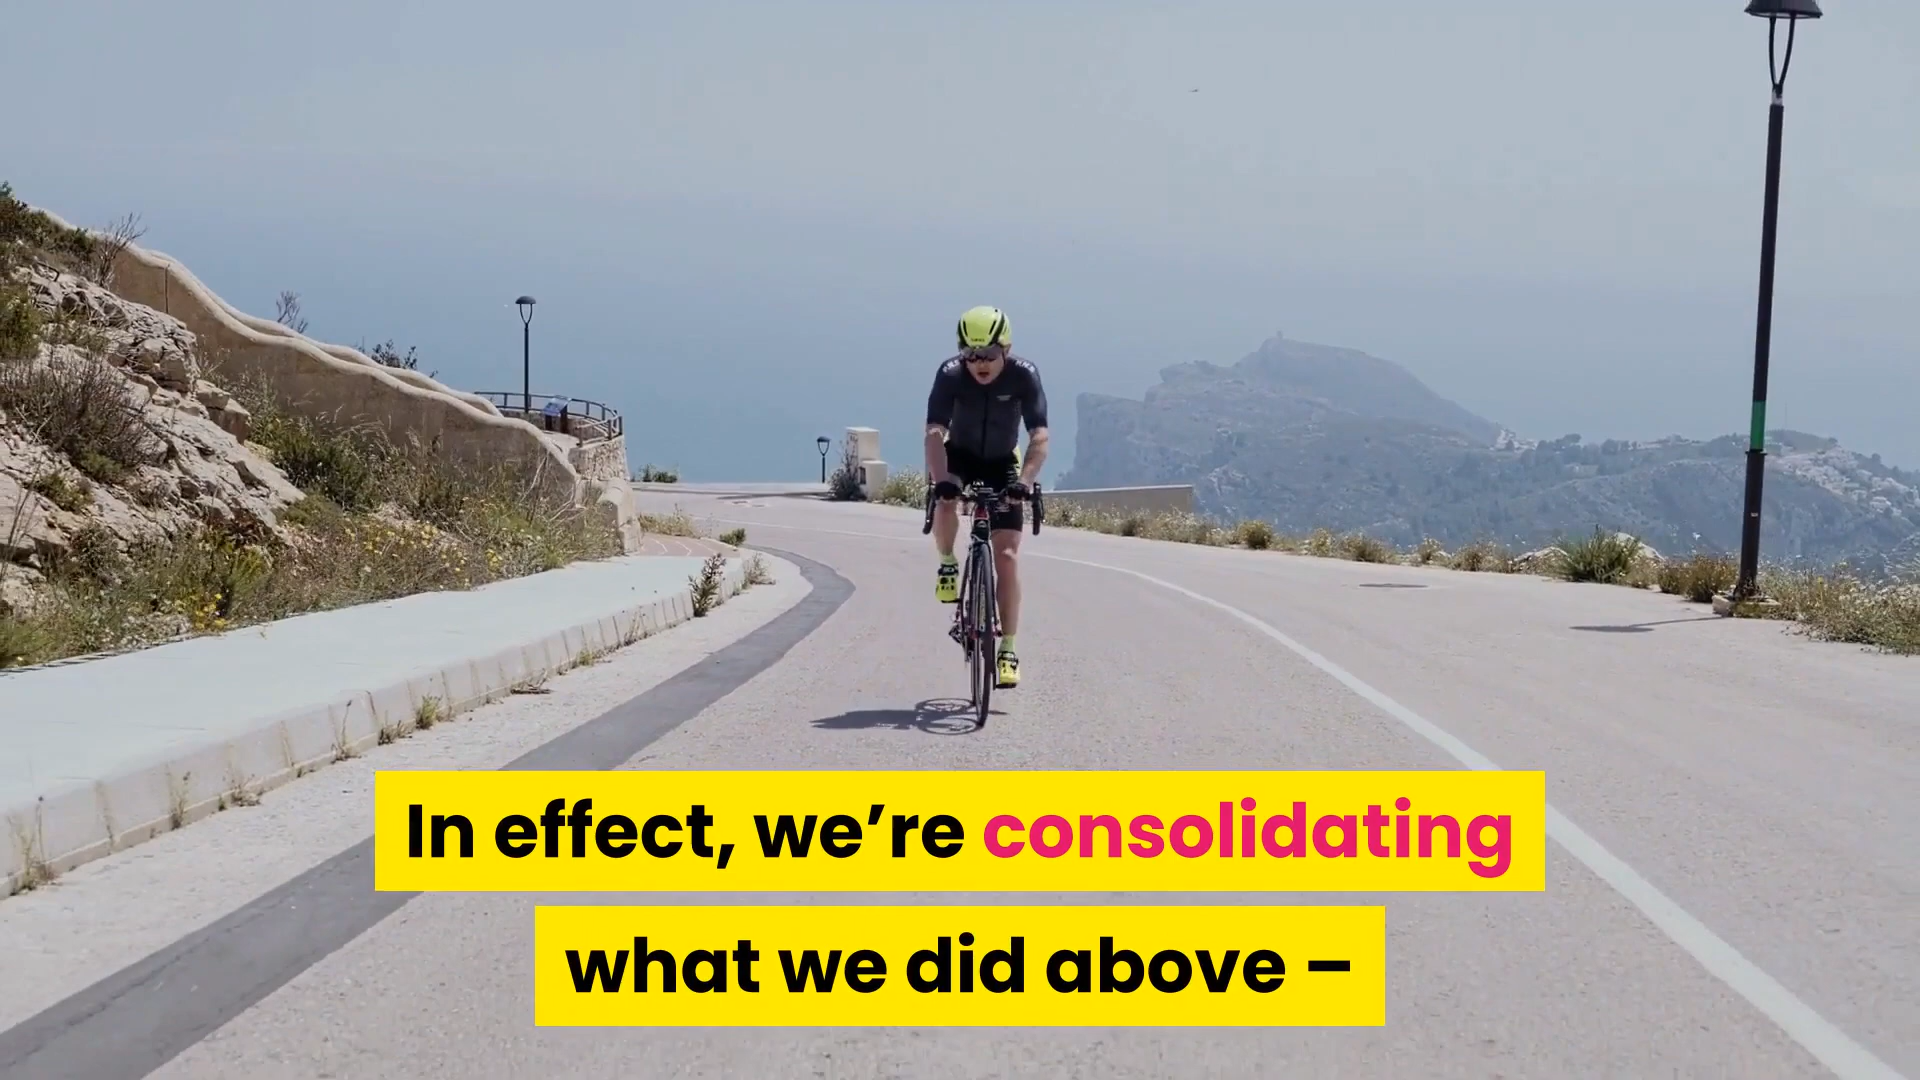 In effect, we’re consolidating
what we did above –